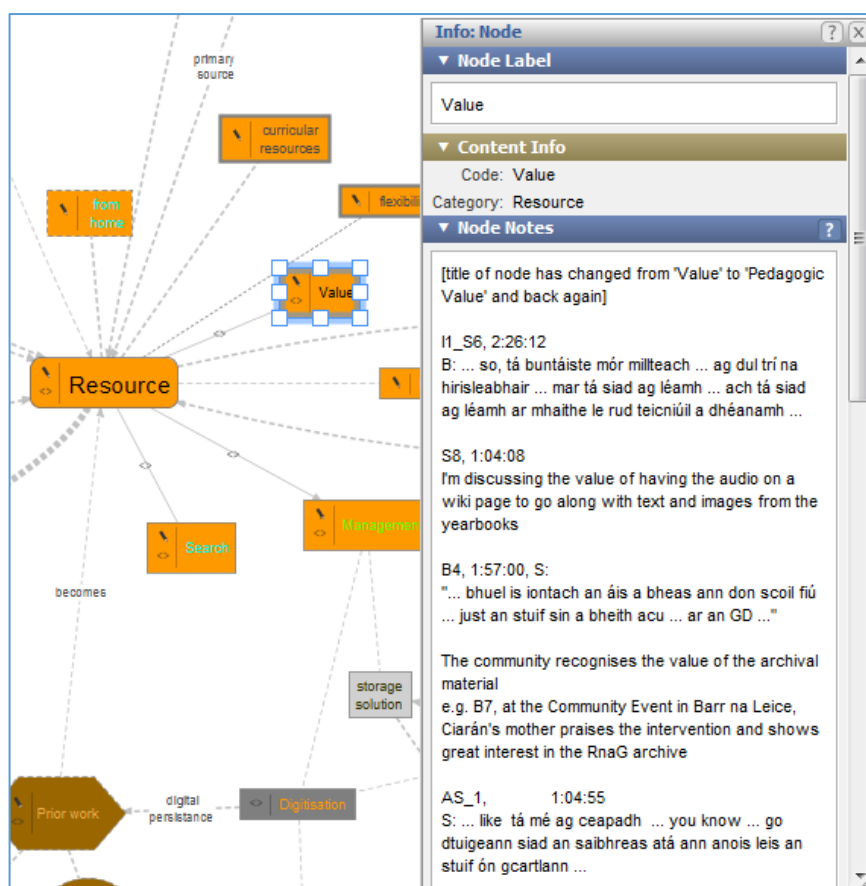 primary
source
curricular
resources
from
home
flexibili
Value
Resource
Managemen
Search
becomes
storage
solution
Prior work
digital
persistance
Digitisation
Info: Node
? X
▼ Node Label
Value
▼ Content Info
Code: Value
Category: Resource
▼ Node Notes ?
[title of node has changed from 'Value' to 'Pedagogic
Value' and back again]
I1_S6, 2:26:12
B: ... so, tá buntáiste mór millteach ... ag dul trí na
hirisleabhair ... mar tá siad ag léamh ... ach tá siad
ag léamh ar mhaithe le rud teicniúil a dhéanamh ...
S8, 1:04:08
I'm discussing the value of having the audio on a
wiki page to go along with text and images from the
yearbooks
B4, 1:57:00, S:
"... bhuel is iontach an áis a bheas ann don scoil fiú
... just an stuif sin a bheith acu ... ar an GD ..."
The community recognises the value of the archival
material
e.g. B7, at the Community Event in Barr na Leice,
Ciarán's mother praises the intervention and shows
great interest in the RnaG archive
AS_1, 1:04:55
S: ... like tá mé ag ceapadh ... you know ... go
dtuigeann siad an saibhreas atá ann anois leis an
stuif ón gcartlann ...